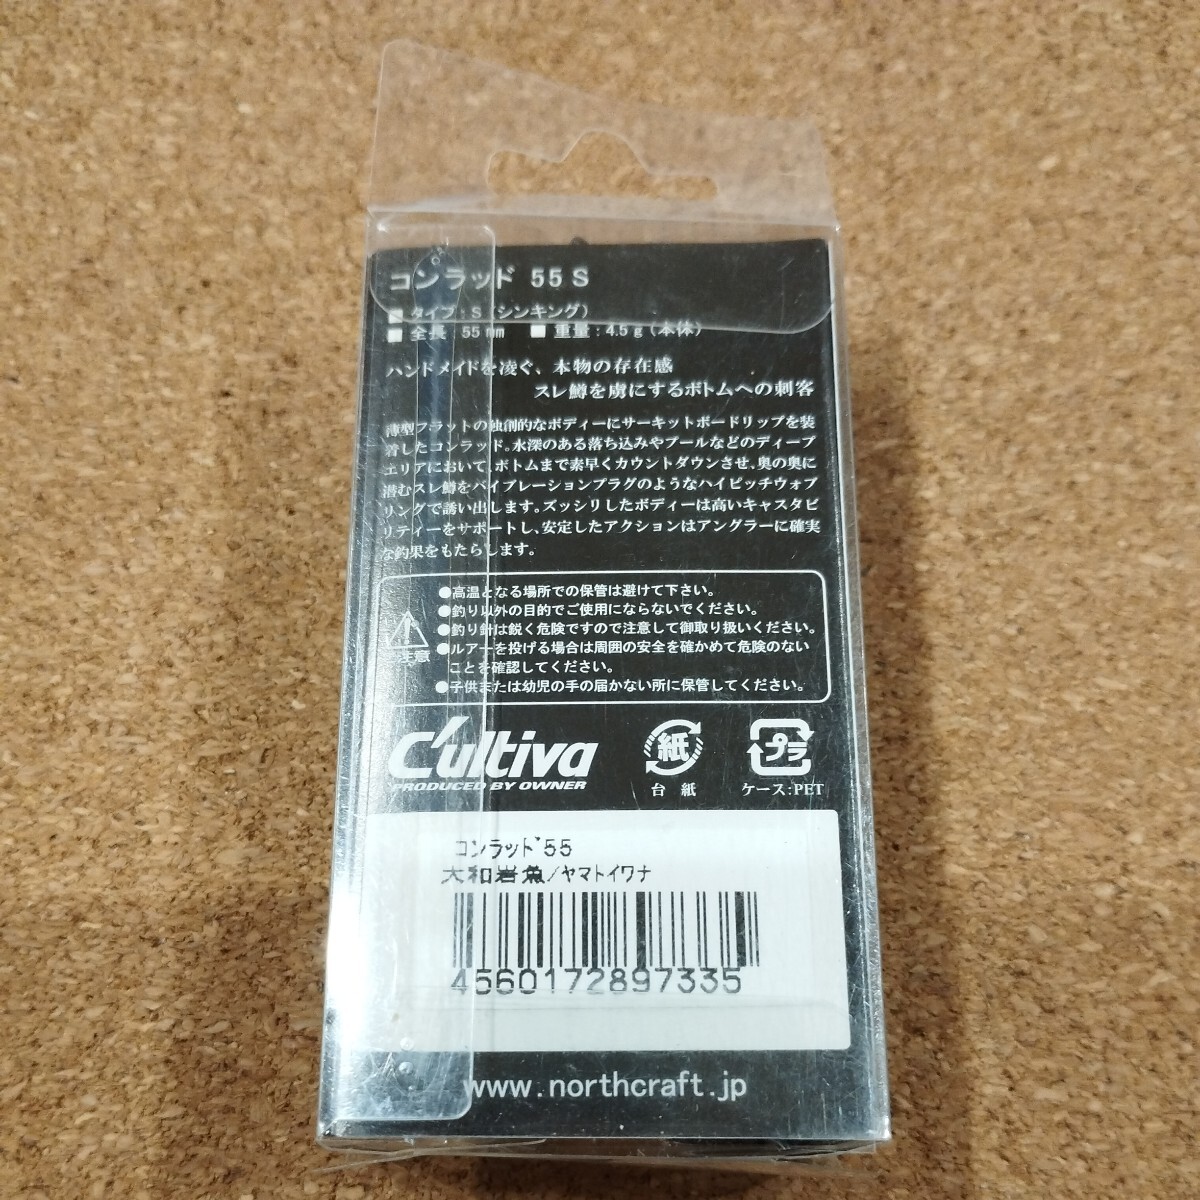 コンラッド 55 S
■ タイプ：S（シンキング）
■ 全長 55㎜ ■ 重量：4.5ｇ（本体）
ハンドメイドを凌ぐ、本物の存在感
スレ鱒を虜にするボトムへの刺客
薄型フラットの独創的なボディーにサーキットボードリップを装
着したコンラッド。水深のある落ち込みやプールなどのディープ
エリアにおいて、ボトムまで素早くカウントダウンさせ、奥の奥に
潜むスレ鱒をバイブレーションプラグのようなハイピッチウォブ
リングで誘い出します。ズッシリしたボディーは高いキャスタビ
リティーをサポートし、安定したアクションはアングラーに確実
な釣果をもたらします。
●高温となる場所での保管は避けて下さい。
●釣り以外の目的でご使用にならないでください。
●釣り針は鋭く危険ですので注意して御取り扱いください。
●ルアーを投げる場合は周囲の安全を確かめて危険のない
ことを確認してください。
●子供または幼児の手の届かない所に保管してください。
注意
C'ultiva
PRODUCED BY OWNER
紙
台紙
プラ
ケース：PET
コンラッド55
大和岩魚/ヤマトイワナ
4560172897335
www.northcraft.jp